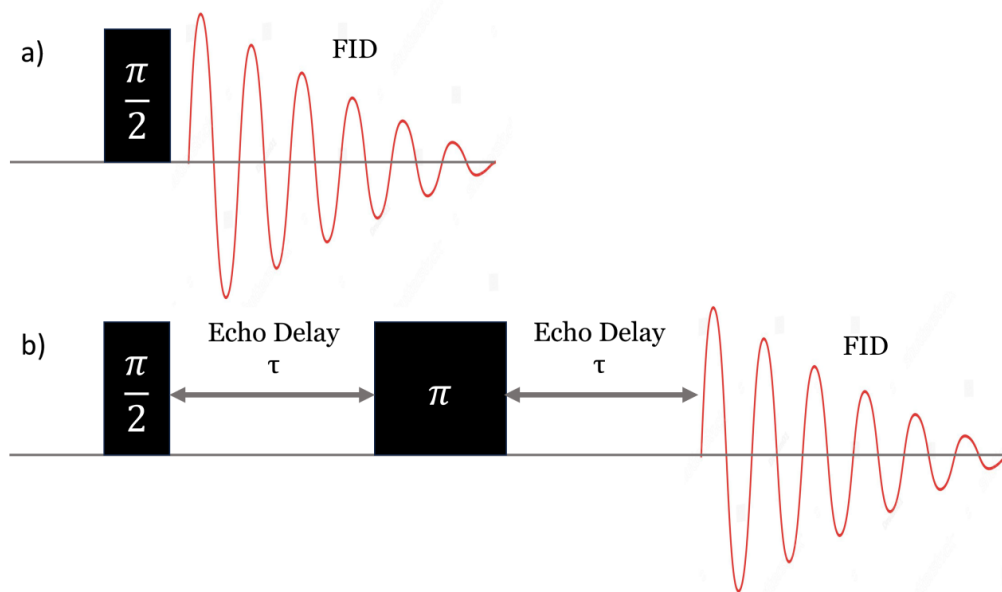 a)
π/2
FID
b)
π/2
Echo Delay
τ
π
Echo Delay
τ
FID